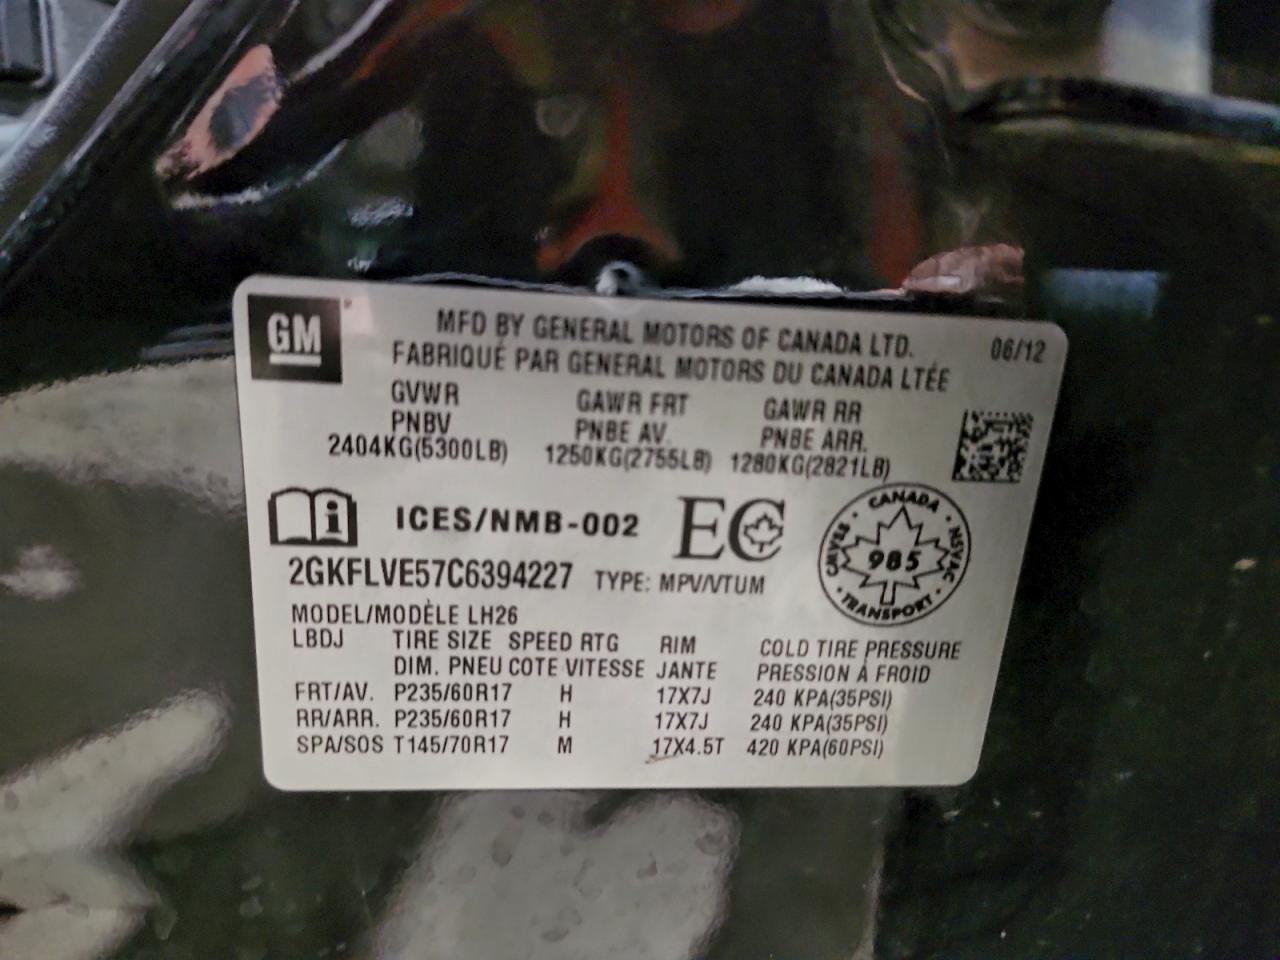 GM
MFD BY GENERAL MOTORS OF CANADA LTD.
06/12
FABRIQUÉ PAR GENERAL MOTORS DU CANADA LTÉE
GVWR GAWR FRT GAWR RR
PNBV PNBE AV. PNBE ARR.
2404KG(5300LB) 1250KG(2755LB) 1280KG(2821LB)
i ICES/NMB-002 EC
CANADA
CMVSS NSVAC
985
TRANSPORT
2GKFLVE57C6394227 TYPE: MPV/VTUM
MODEL/MODÈLE LH26
LBDJ TIRE SIZE SPEED RTG RIM COLD TIRE PRESSURE
DIM. PNEU COTE VITESSE JANTE PRESSION À FROID
FRT/AV. P235/60R17 H 17X7J 240 KPA(35PSI)
RR/ARR. P235/60R17 H 17X7J 240 KPA(35PSI)
SPA/SOS T145/70R17 M 17X4.5T 420 KPA(60PSI)